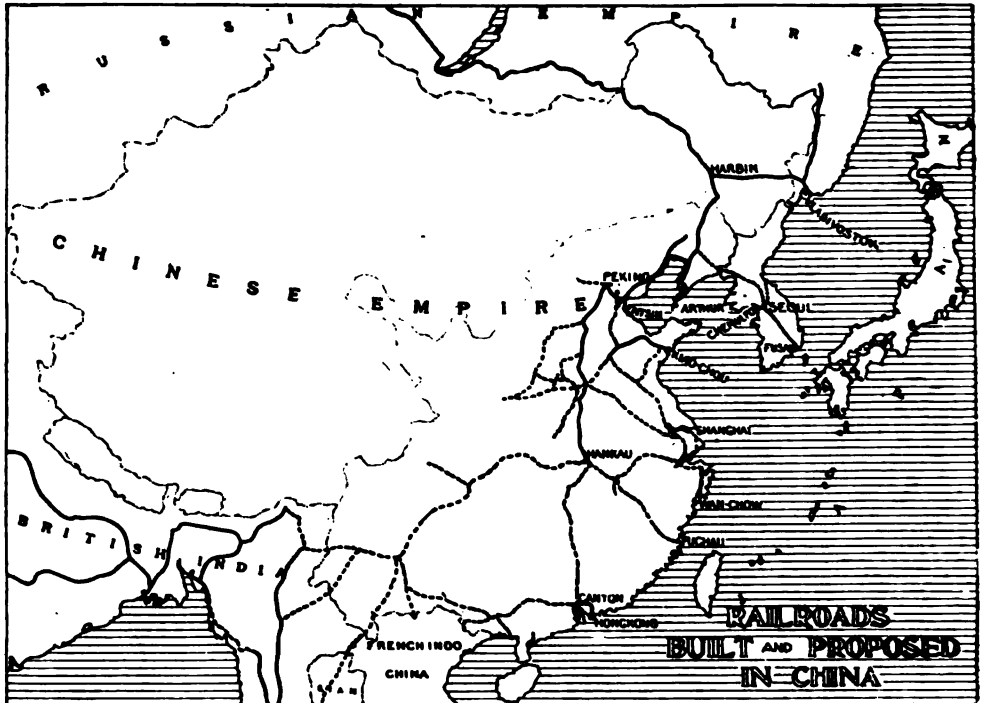 RUSSIAN EMPIRE
HARBIN
CHINESE EMPIRE
PEKING
ARTHUR
SEOUL
FUSAN
SHANGHAI
HANKAU
FUCHAU
BRITISH INDIA
CANTON
HONGKONG
FRENCH INDO
CHINA
RAILROADS
BUILT AND PROPOSED
IN CHINA